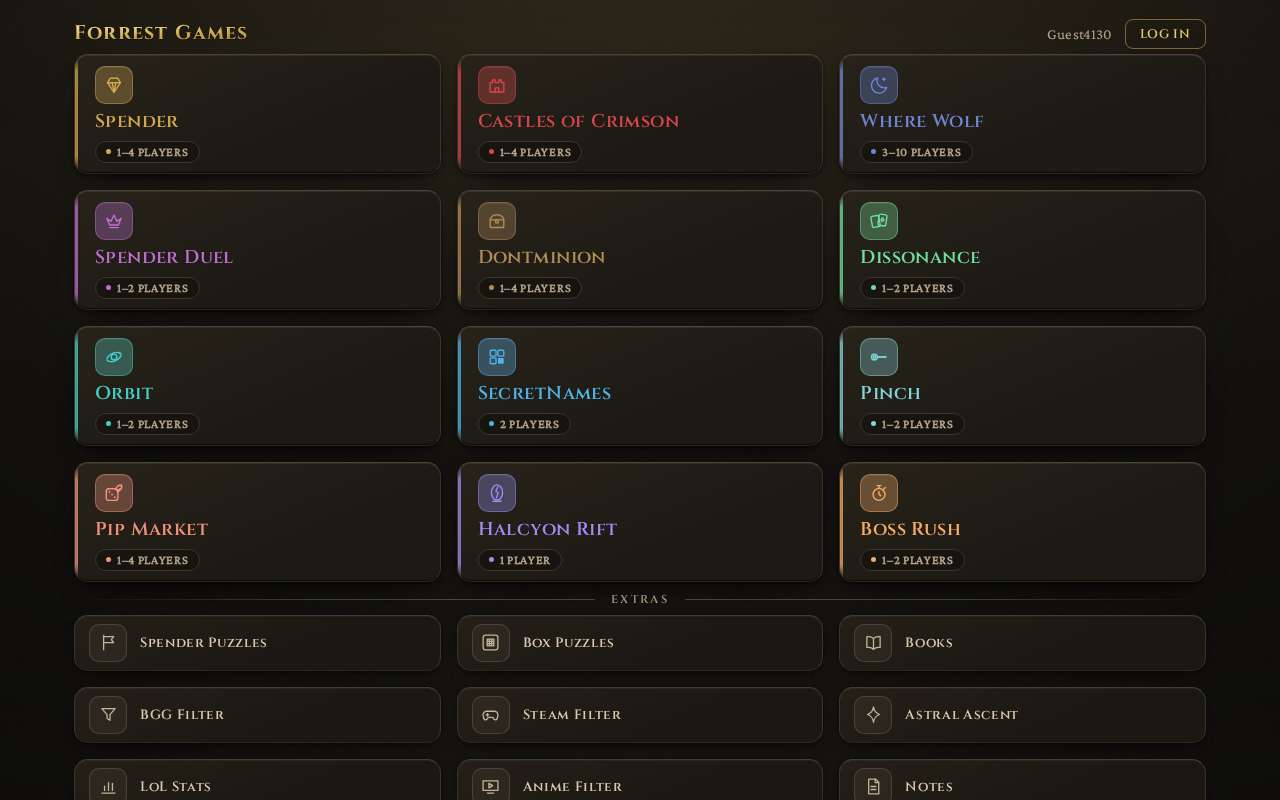 Forrest Games
Guest4130
LOG IN
Spender
1–4 PLAYERS
Castles of Crimson
1–4 PLAYERS
Where Wolf
3–10 PLAYERS
Spender Duel
1–2 PLAYERS
Dontminion
1–4 PLAYERS
Dissonance
1–2 PLAYERS
Orbit
1–2 PLAYERS
SecretNames
2 PLAYERS
Pinch
1–2 PLAYERS
Pip Market
1–4 PLAYERS
Halcyon Rift
1 PLAYER
Boss Rush
1–2 PLAYERS
EXTRAS
Spender Puzzles
Box Puzzles
Books
BGG Filter
Steam Filter
Astral Ascent
LoL Stats
Anime Filter
Notes